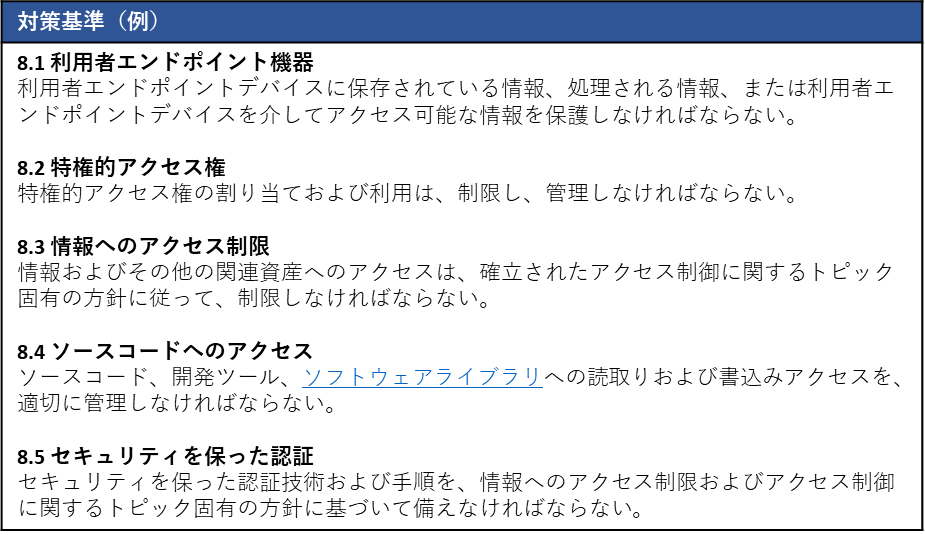 対策基準（例）
8.1 利用者エンドポイント機器
利用者エンドポイントデバイスに保存されている情報、処理される情報、または利用者エ
ンドポイントデバイスを介してアクセス可能な情報を保護しなければならない。
8.2 特権的アクセス権
特権的アクセス権の割り当ておよび利用は、制限し、管理しなければならない。
8.3 情報へのアクセス制限
情報およびその他の関連資産へのアクセスは、確立されたアクセス制御に関するトピック
固有の方針に従って、制限しなければならない。
8.4 ソースコードへのアクセス
ソースコード、開発ツール、ソフトウェアライブラリへの読取りおよび書込みアクセスを、
適切に管理しなければならない。
8.5 セキュリティを保った認証
セキュリティを保った認証技術および手順を、情報へのアクセス制限およびアクセス制御
に関するトピック固有の方針に基づいて備えなければならない。